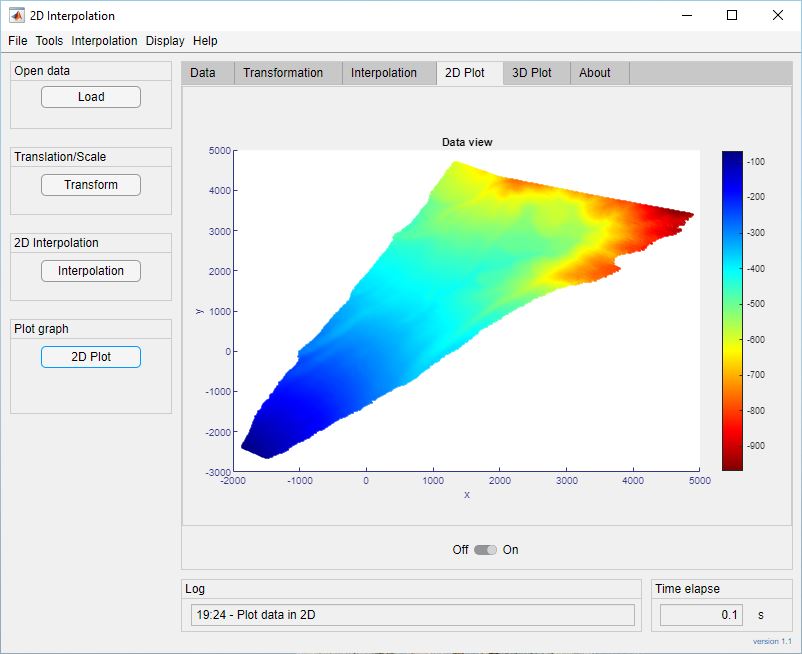 2D Interpolation
File Tools Interpolation Display Help
Open data
Load
Translation/Scale
Transform
2D Interpolation
Interpolation
Plot graph
2D Plot
Data Transformation Interpolation 2D Plot 3D Plot About
Data view
5000
4000
3000
2000
1000
0
-1000
-2000
-3000
y
-2000 -1000 0 1000 2000 3000 4000 5000
x
-100
-200
-300
-400
-500
-600
-700
-800
-900
Off On
Log
19:24 - Plot data in 2D
Time elapse
0.1 s
version 1.1